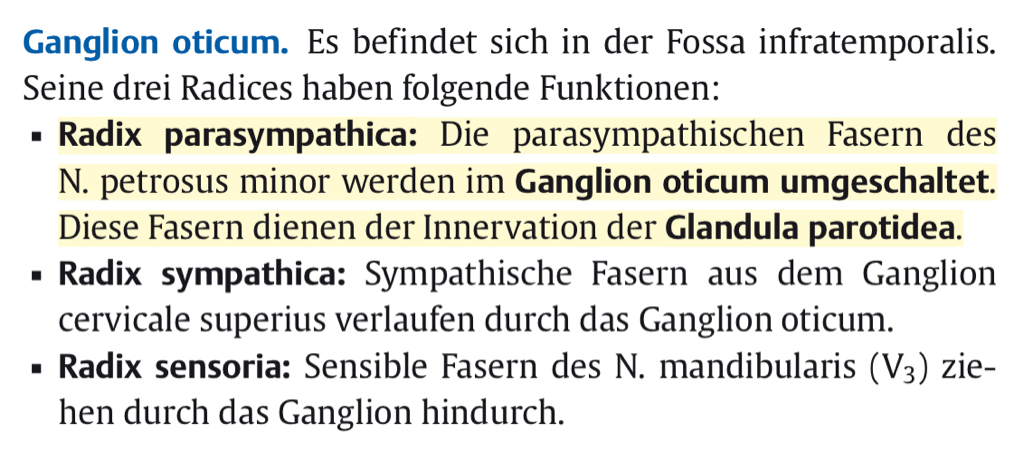 Ganglion oticum. Es befindet sich in der Fossa infratemporalis.
Seine drei Radices haben folgende Funktionen:
▪ Radix parasympathica: Die parasympathischen Fasern des
N. petrosus minor werden im Ganglion oticum umgeschaltet.
Diese Fasern dienen der Innervation der Glandula parotidea.
▪ Radix sympathica: Sympathische Fasern aus dem Ganglion
cervicale superius verlaufen durch das Ganglion oticum.
▪ Radix sensoria: Sensible Fasern des N. mandibularis (V₃) zie-
hen durch das Ganglion hindurch.